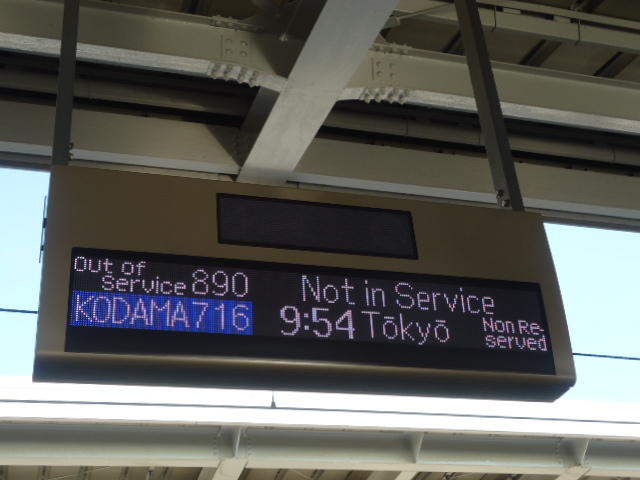 Out of Service 890 Not in Service
KODAMA716 9:54 Tōkyō Non Re. served